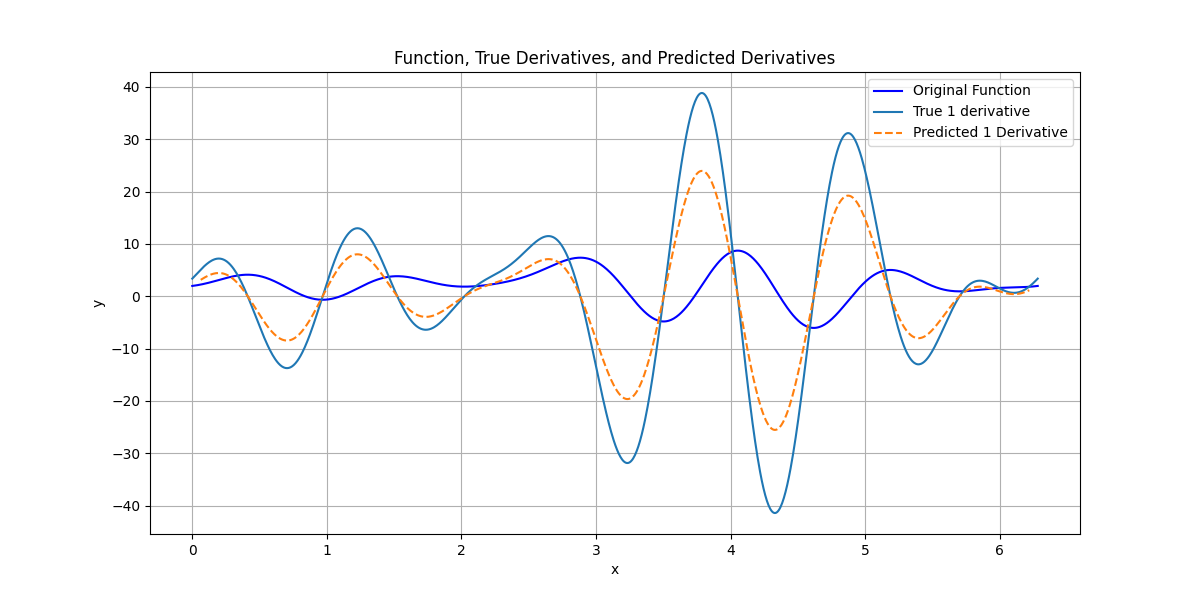 Function, True Derivatives, and Predicted Derivatives
Original Function
True 1 derivative
Predicted 1 Derivative
40
30
20
10
0
−10
−20
−30
−40
y
0 1 2 3 4 5 6
x